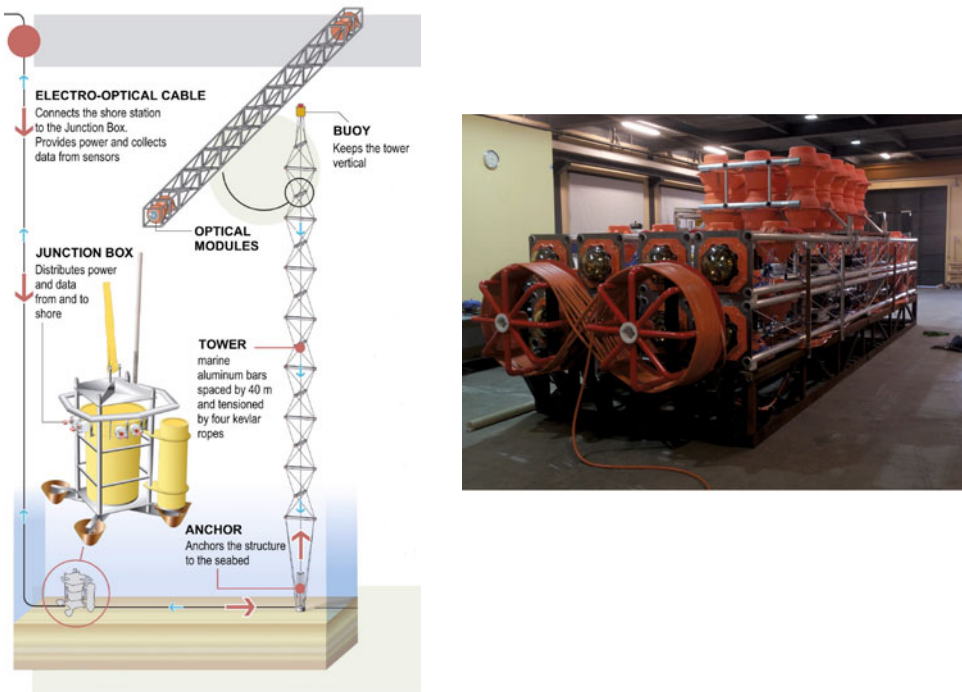 ELECTRO-OPTICAL CABLE
Connects the shore station
to the Junction Box.
Provides power and collects
data from sensors
BUOY
Keeps the tower
vertical
OPTICAL
MODULES
JUNCTION BOX
Distributes power
and data
from and to
shore
TOWER
marine
aluminum bars
spaced by 40 m
and tensioned
by four kevlar
ropes
ANCHOR
Anchors the structure
to the seabed